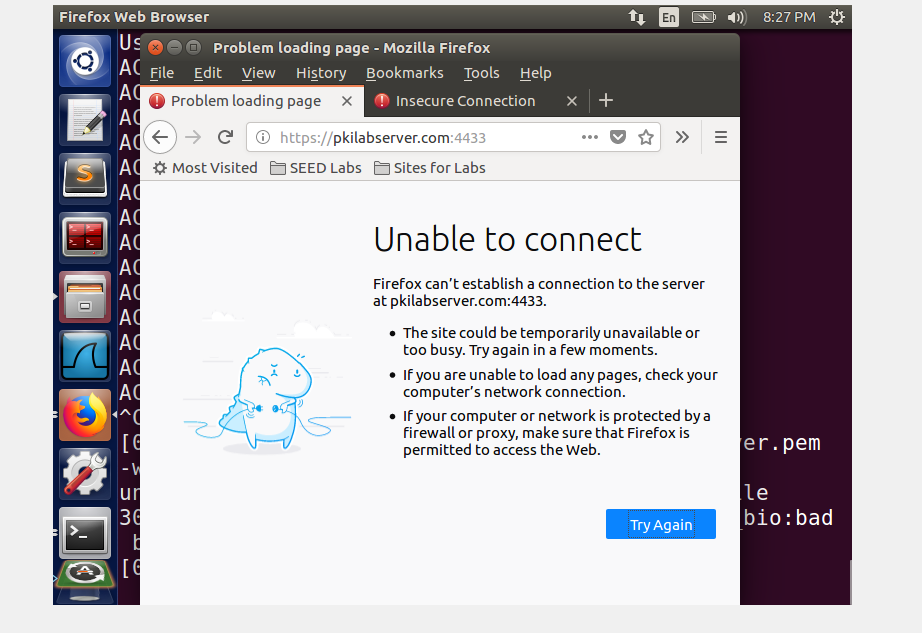 Firefox Web Browser
En
8:27 PM
Us
Problem loading page - Mozilla Firefox
File Edit View History Bookmarks Tools Help
Problem loading page
Insecure Connection
https://pkilabserver.com:4433
Most Visited SEED Labs Sites for Labs
Unable to connect
Firefox can’t establish a connection to the server
at pkilabserver.com:4433.
The site could be temporarily unavailable or
too busy. Try again in a few moments.
If you are unable to load any pages, check your
computer’s network connection.
If your computer or network is protected by a
firewall or proxy, make sure that Firefox is
permitted to access the Web.
Try Again
AC
AC
AC
AC
AC
AC
AC
AC
AC
AC
AC
AC
AC
AC
^C
[0 ver.pem
-w
un le
30 bio:bad
b
[0